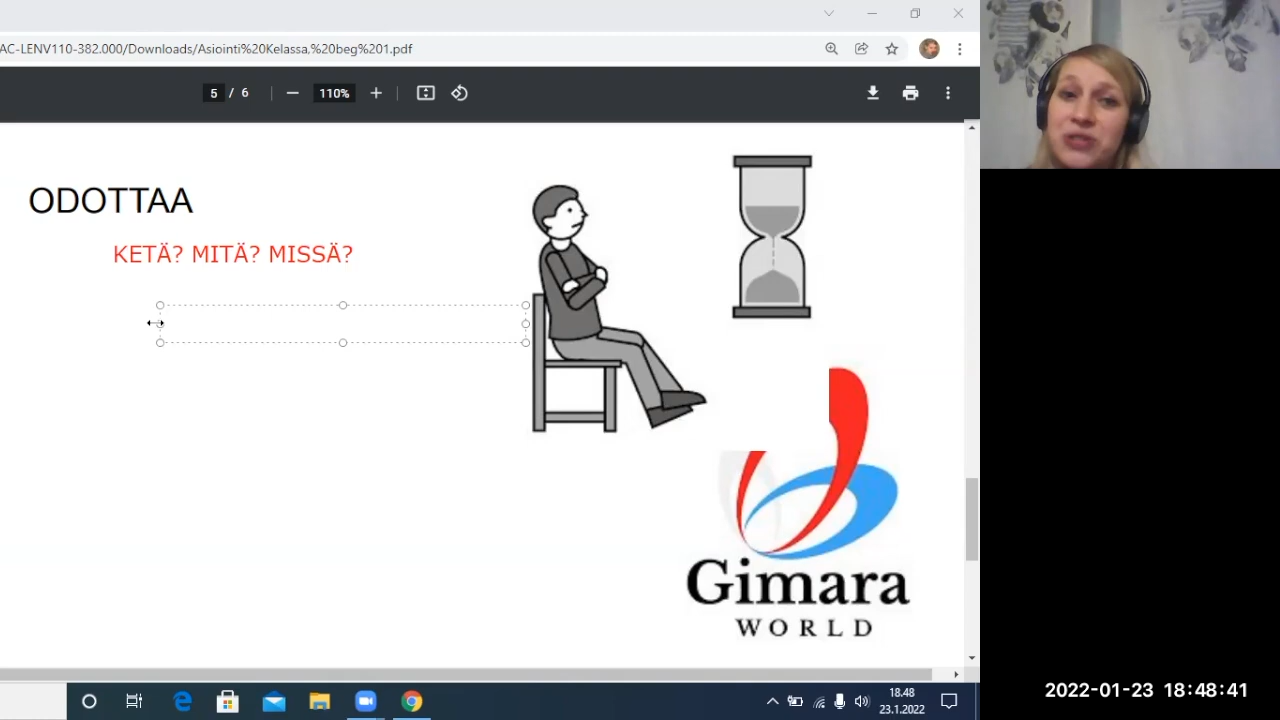 AC-LENV110-382.000/Downloads/Asiointi%20Kelassa,%20beg%201.pdf
5 / 6 110%
ODOTTAA
KETÄ? MITÄ? MISSÄ?
Gimara
WORLD
18.48
23.1.2022
2022-01-23 18:48:41